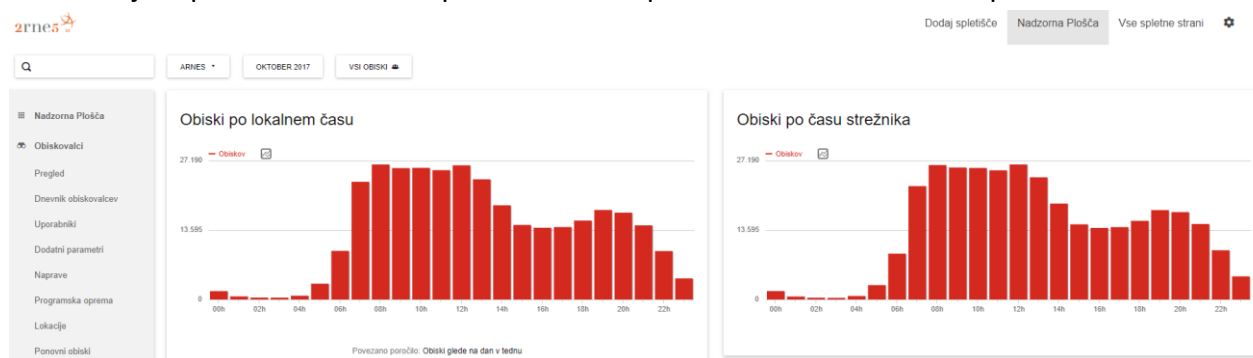 2rnes
Dodaj spletišče
Nadzorna Plošča
Vse spletne strani
ARNES
OKTOBER 2017
VSI OBISKI
Nadzorna Plošča
Obiskovalci
Pregled
Dnevnik obiskovalcev
Uporabniki
Dodatni parametri
Naprave
Programska oprema
Lokacije
Ponovni obiski
Obiski po lokalnem času
Obiskov
27.190
13.595
0
00h 02h 04h 06h 08h 10h 12h 14h 16h 18h 20h 22h
Povezano poročilo: Obiski glede na dan v tednu
Obiski po času strežnika
Obiskov
27.190
13.595
0
00h 02h 04h 06h 08h 10h 12h 14h 16h 18h 20h 22h